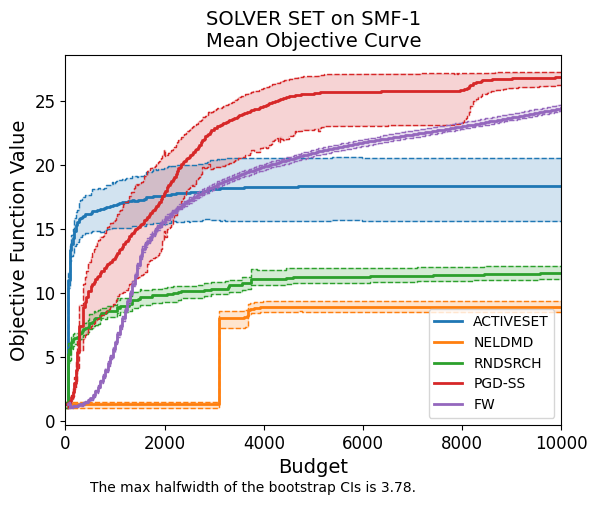 SOLVER SET on SMF-1
Mean Objective Curve
Objective Function Value
25
20
15
10
5
0
0 2000 4000 6000 8000 10000
Budget
ACTIVESET
NELDMD
RNDSRCH
PGD-SS
FW
The max halfwidth of the bootstrap CIs is 3.78.